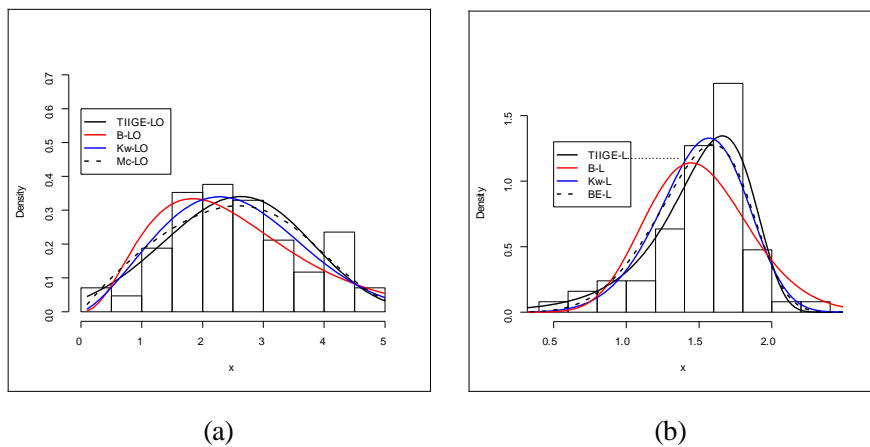 0.0 0.1 0.2 0.3 0.4 0.5 0.6 0.7
Density
TIIGE-LO
B-LO
Kw-LO
Mc-LO
0 1 2 3 4 5
x
(a)
0.0 0.5 1.0 1.5
Density
TIIGE-L
B-L
Kw-L
BE-L
0.5 1.0 1.5 2.0
x
(b)